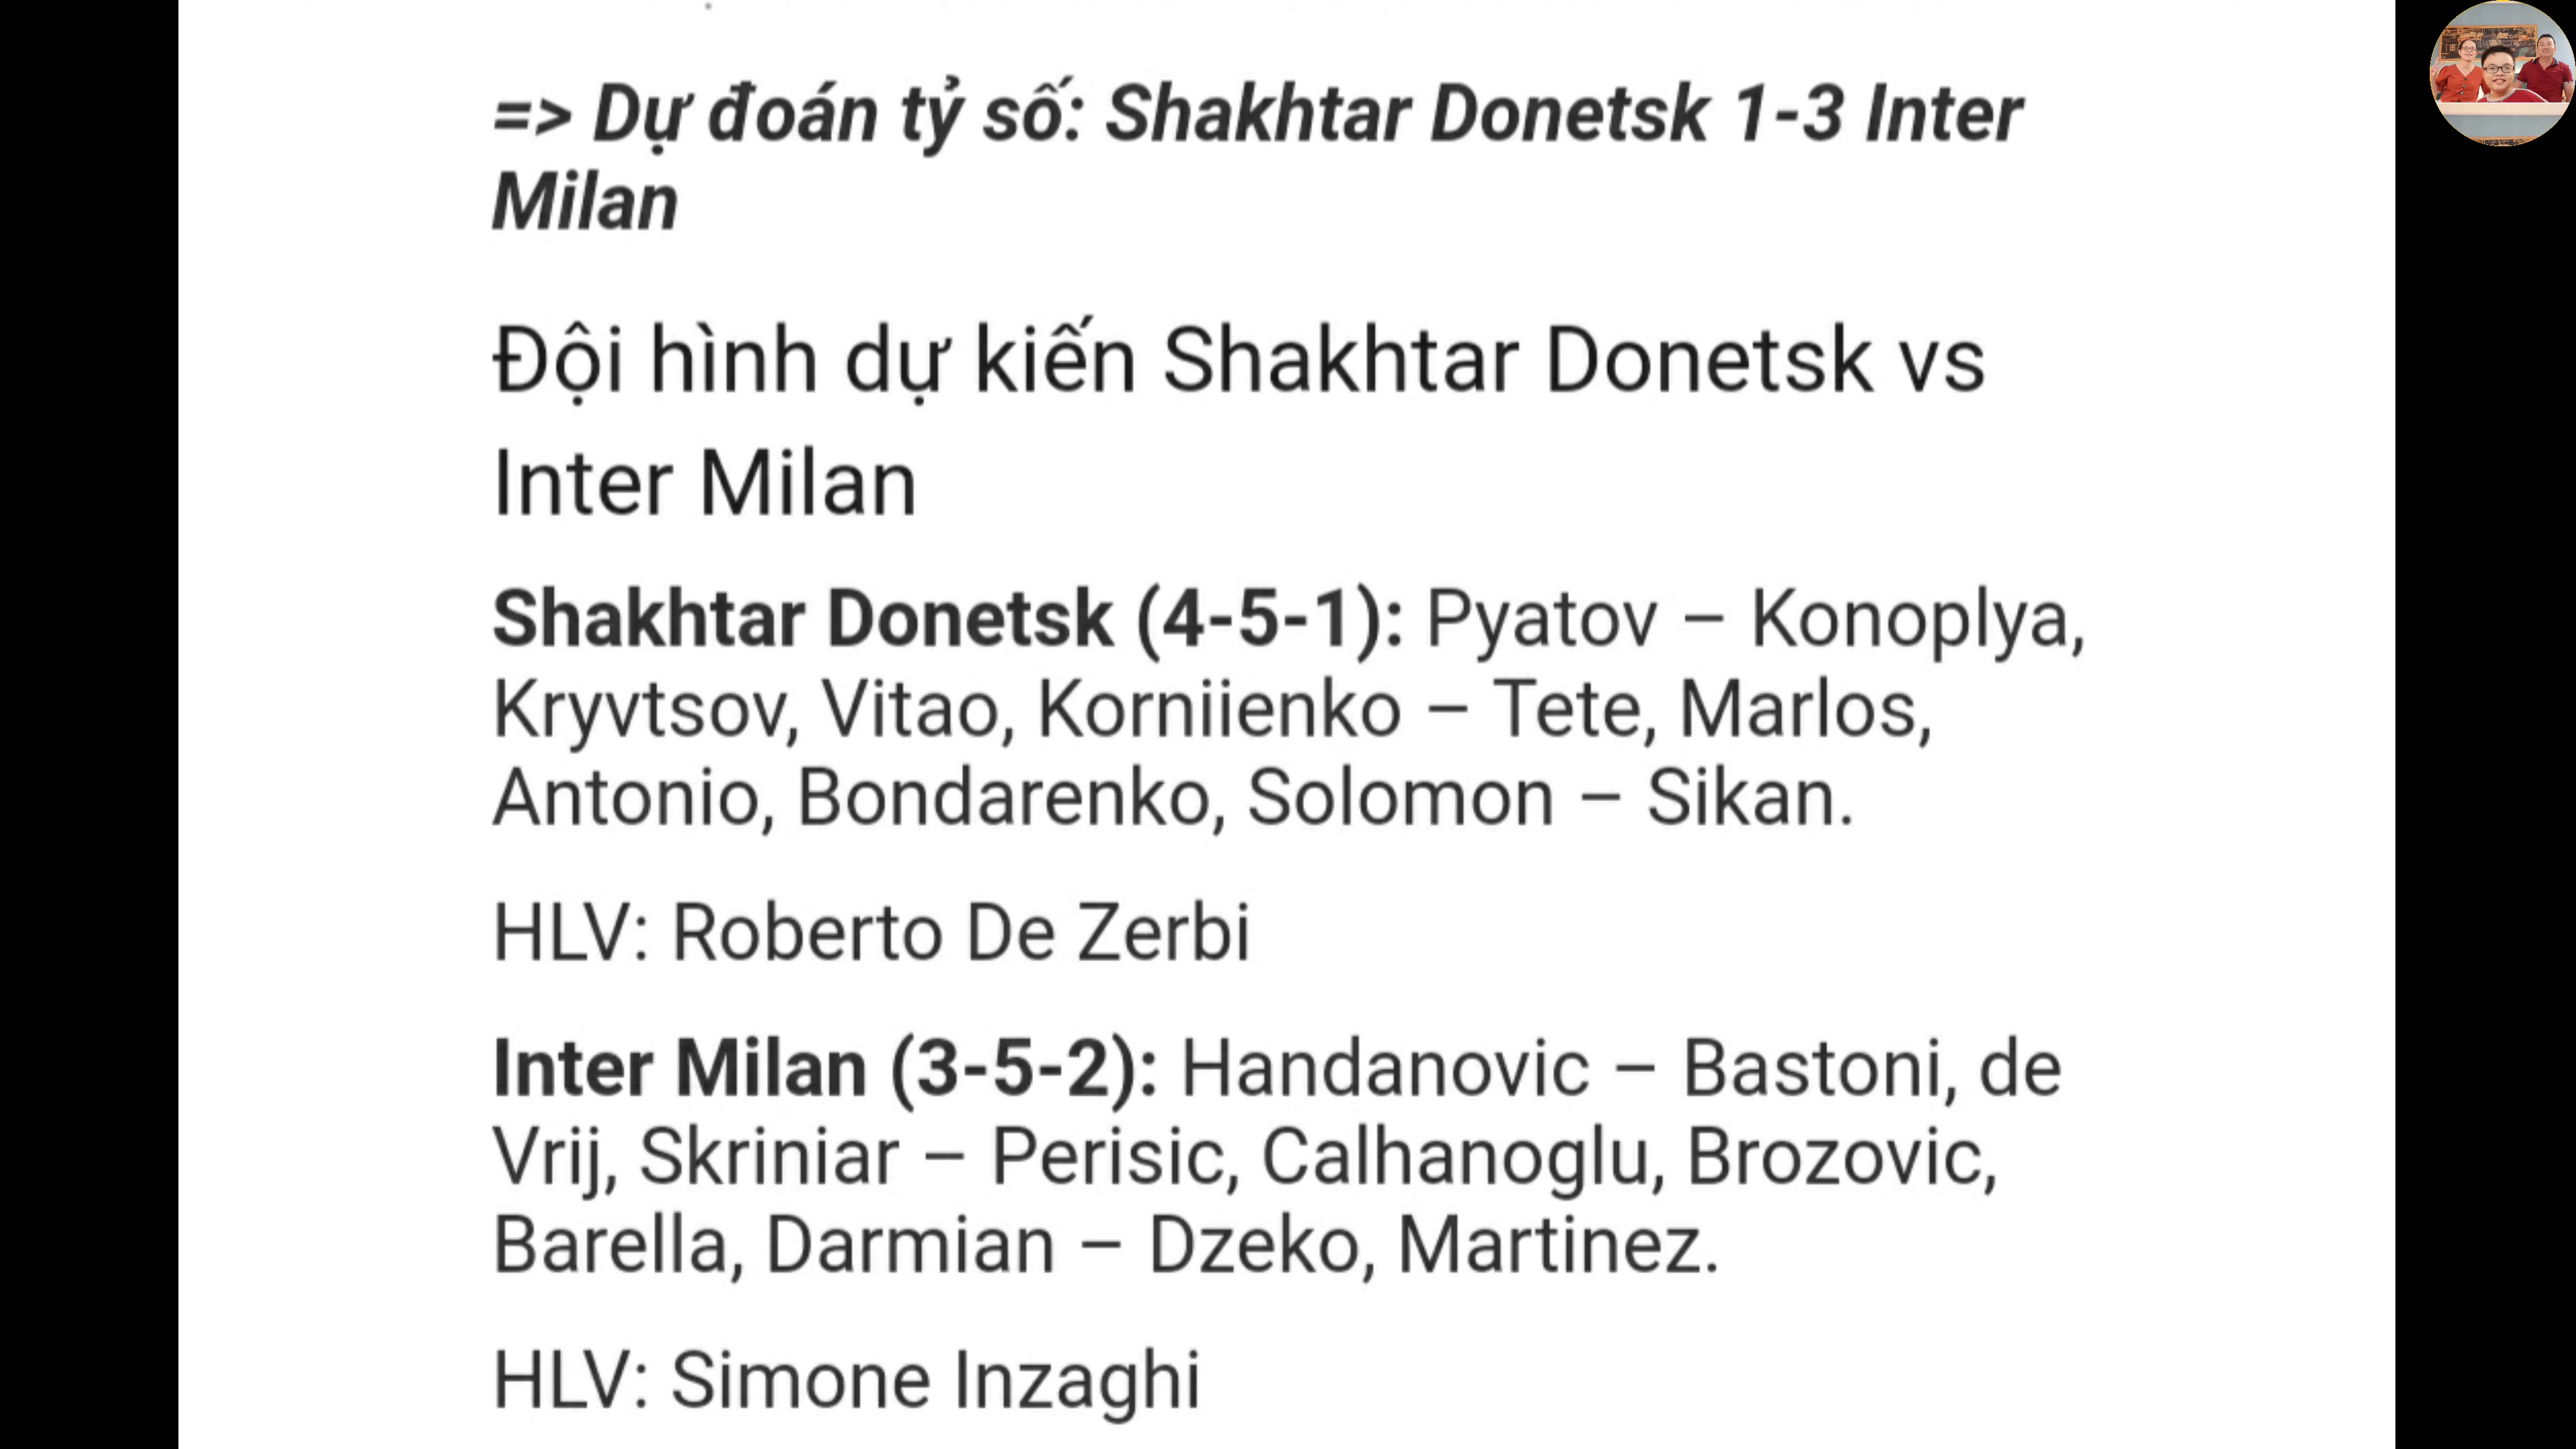 => Dự đoán tỷ số: Shakhtar Donetsk 1-3 Inter
Milan
Đội hình dự kiến Shakhtar Donetsk vs
Inter Milan
Shakhtar Donetsk (4-5-1): Pyatov – Konoplya,
Kryvtsov, Vitao, Korniienko – Tete, Marlos,
Antonio, Bondarenko, Solomon – Sikan.
HLV: Roberto De Zerbi
Inter Milan (3-5-2): Handanovic – Bastoni, de
Vrij, Skriniar – Perisic, Calhanoglu, Brozovic,
Barella, Darmian – Dzeko, Martinez.
HLV: Simone Inzaghi